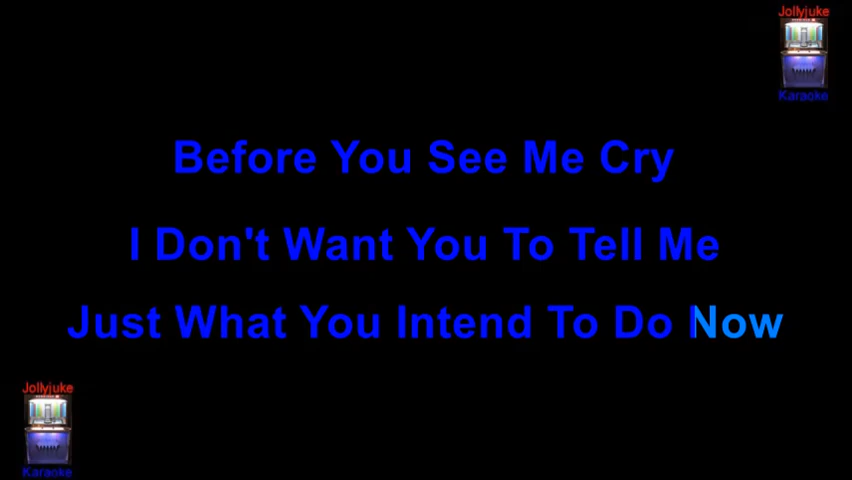 Jollyjuke
Karaoke
Before You See Me Cry
I Don't Want You To Tell Me
Just What You Intend To Do Now
Jollyjuke
Karaoke